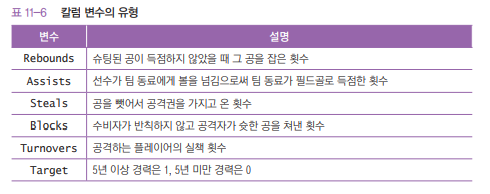 표 11-6 칼럼 변수의 유형
변수 설명
Rebounds 슈팅된 공이 득점하지 않았을 때 그 공을 잡은 횟수
Assists 선수가 팀 동료에게 볼을 넘김으로써 팀 동료가 필드골로 득점한 횟수
Steals 공을 뺏어서 공격권을 가지고 온 횟수
Blocks 수비자가 반칙하지 않고 공격자가 슛한 공을 쳐낸 횟수
Turnovers 공격하는 플레이어의 실책 횟수
Target 5년 이상 경력은 1, 5년 미만 경력은 0